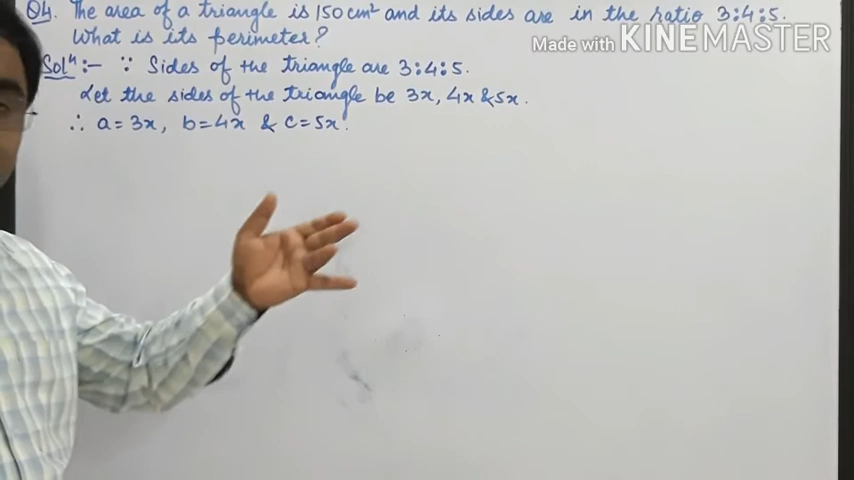 Q4. The area of a triangle is 150 cm² and its sides are in the ratio 3:4:5.
What is its perimeter?
Made with KINEMASTER
Solⁿ :- ∵ Sides of the triangle are 3:4:5.
Let the sides of the triangle be 3x, 4x & 5x.
∴ a = 3x, b = 4x & c = 5x.